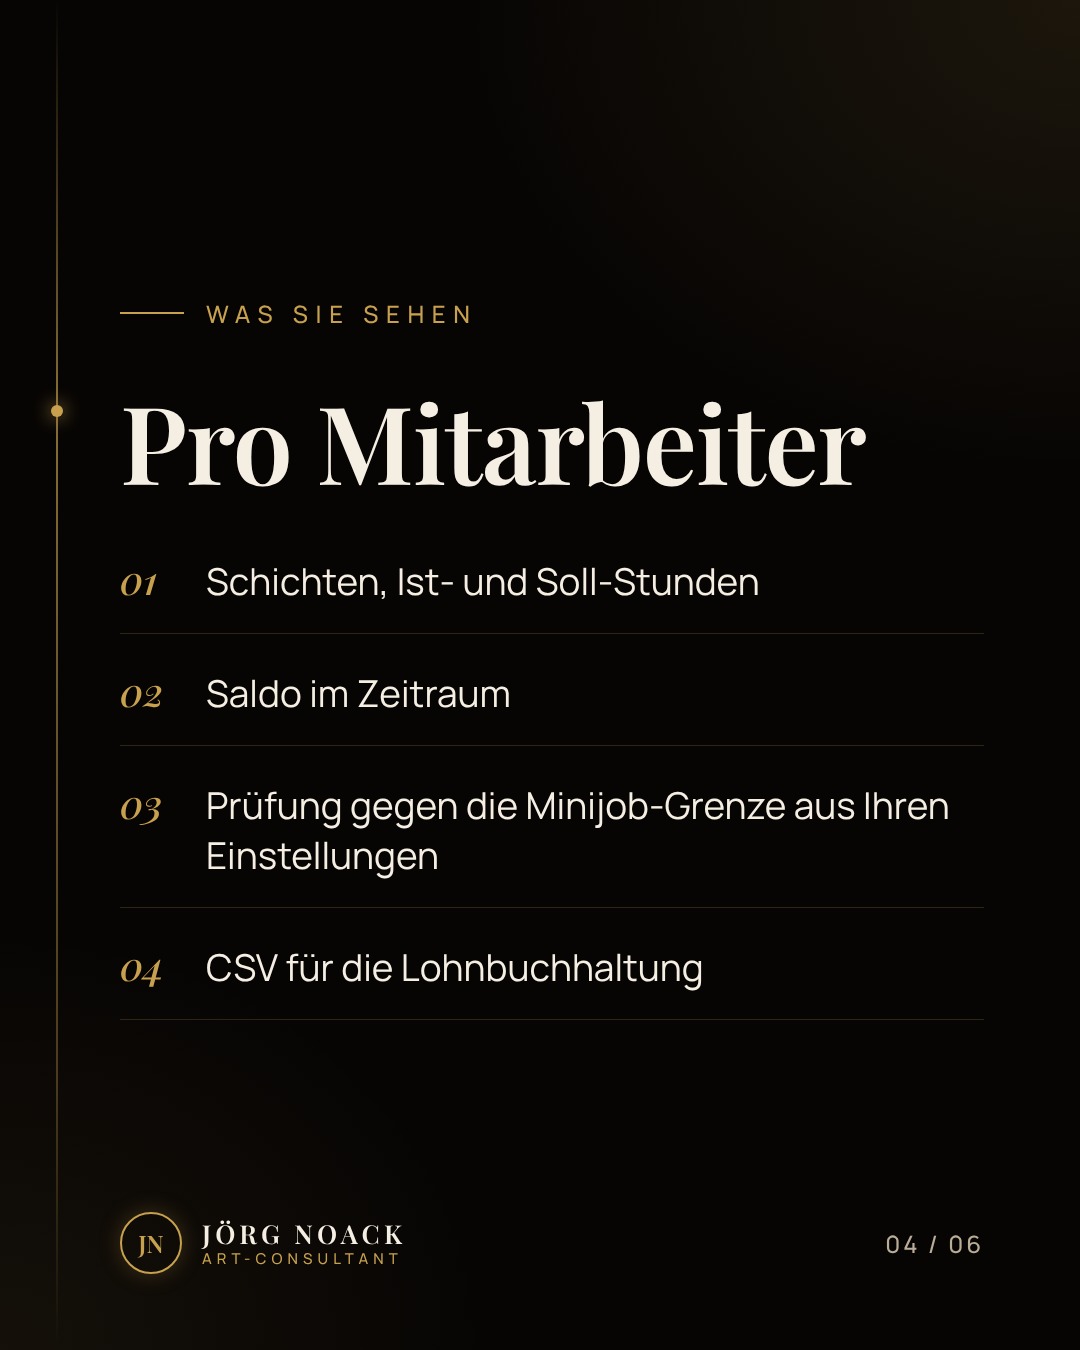 WAS SIE SEHEN
Pro Mitarbeiter
01 Schichten, Ist- und Soll-Stunden
02 Saldo im Zeitraum
03 Prüfung gegen die Minijob-Grenze aus Ihren
Einstellungen
04 CSV für die Lohnbuchhaltung
JN
JÖRG NOACK
ART-CONSULTANT
04 / 06